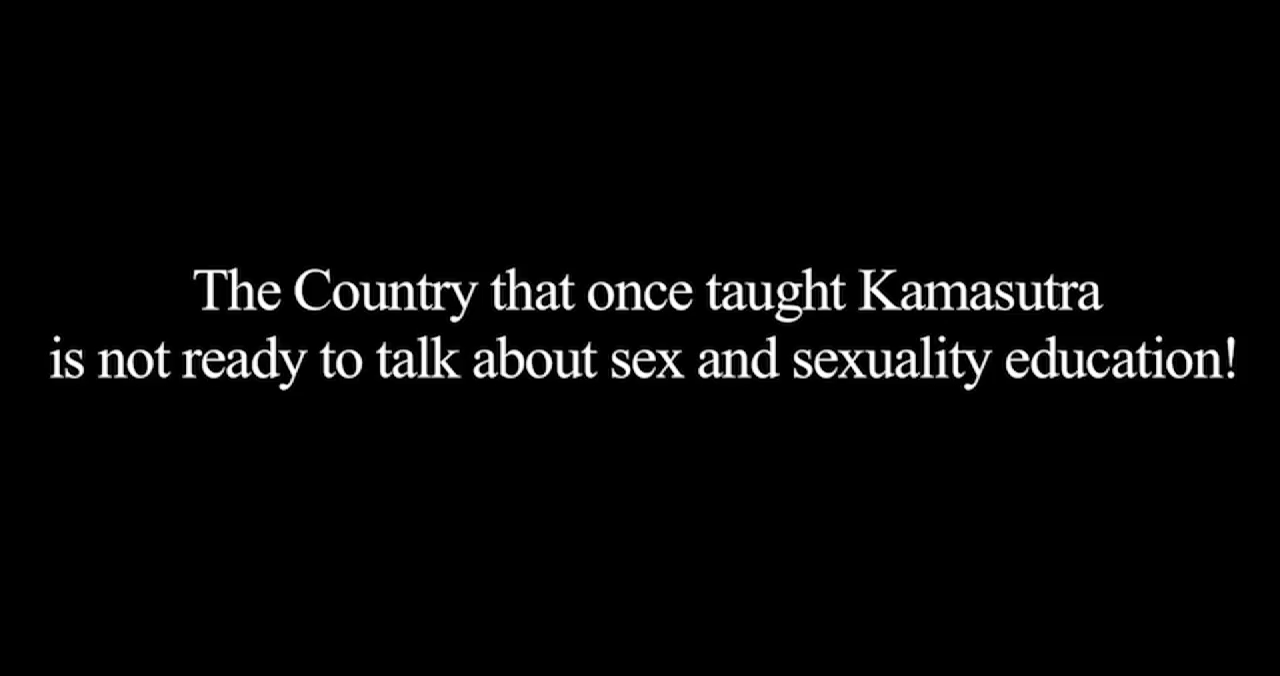 The Country that once taught Kamasutra
is not ready to talk about sex and sexuality education!